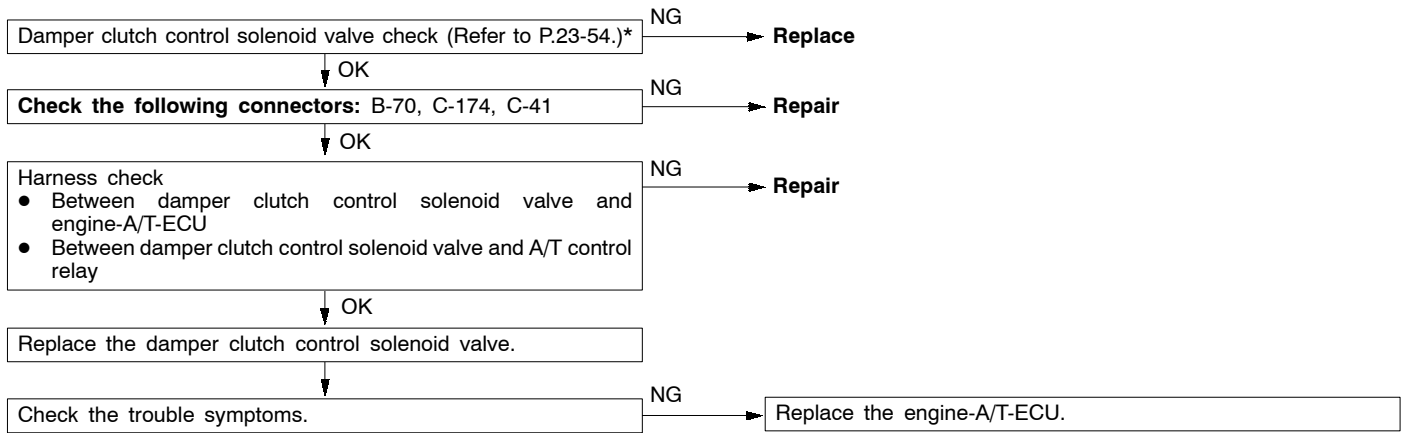 Damper clutch control solenoid valve check (Refer to P.23-54.)*
NG
Replace
OK
Check the following connectors: B-70, C-174, C-41
NG
Repair
OK
Harness check
● Between damper clutch control solenoid valve and
engine-A/T-ECU
● Between damper clutch control solenoid valve and A/T control
relay
NG
Repair
OK
Replace the damper clutch control solenoid valve.
Check the trouble symptoms.
NG
Replace the engine-A/T-ECU.